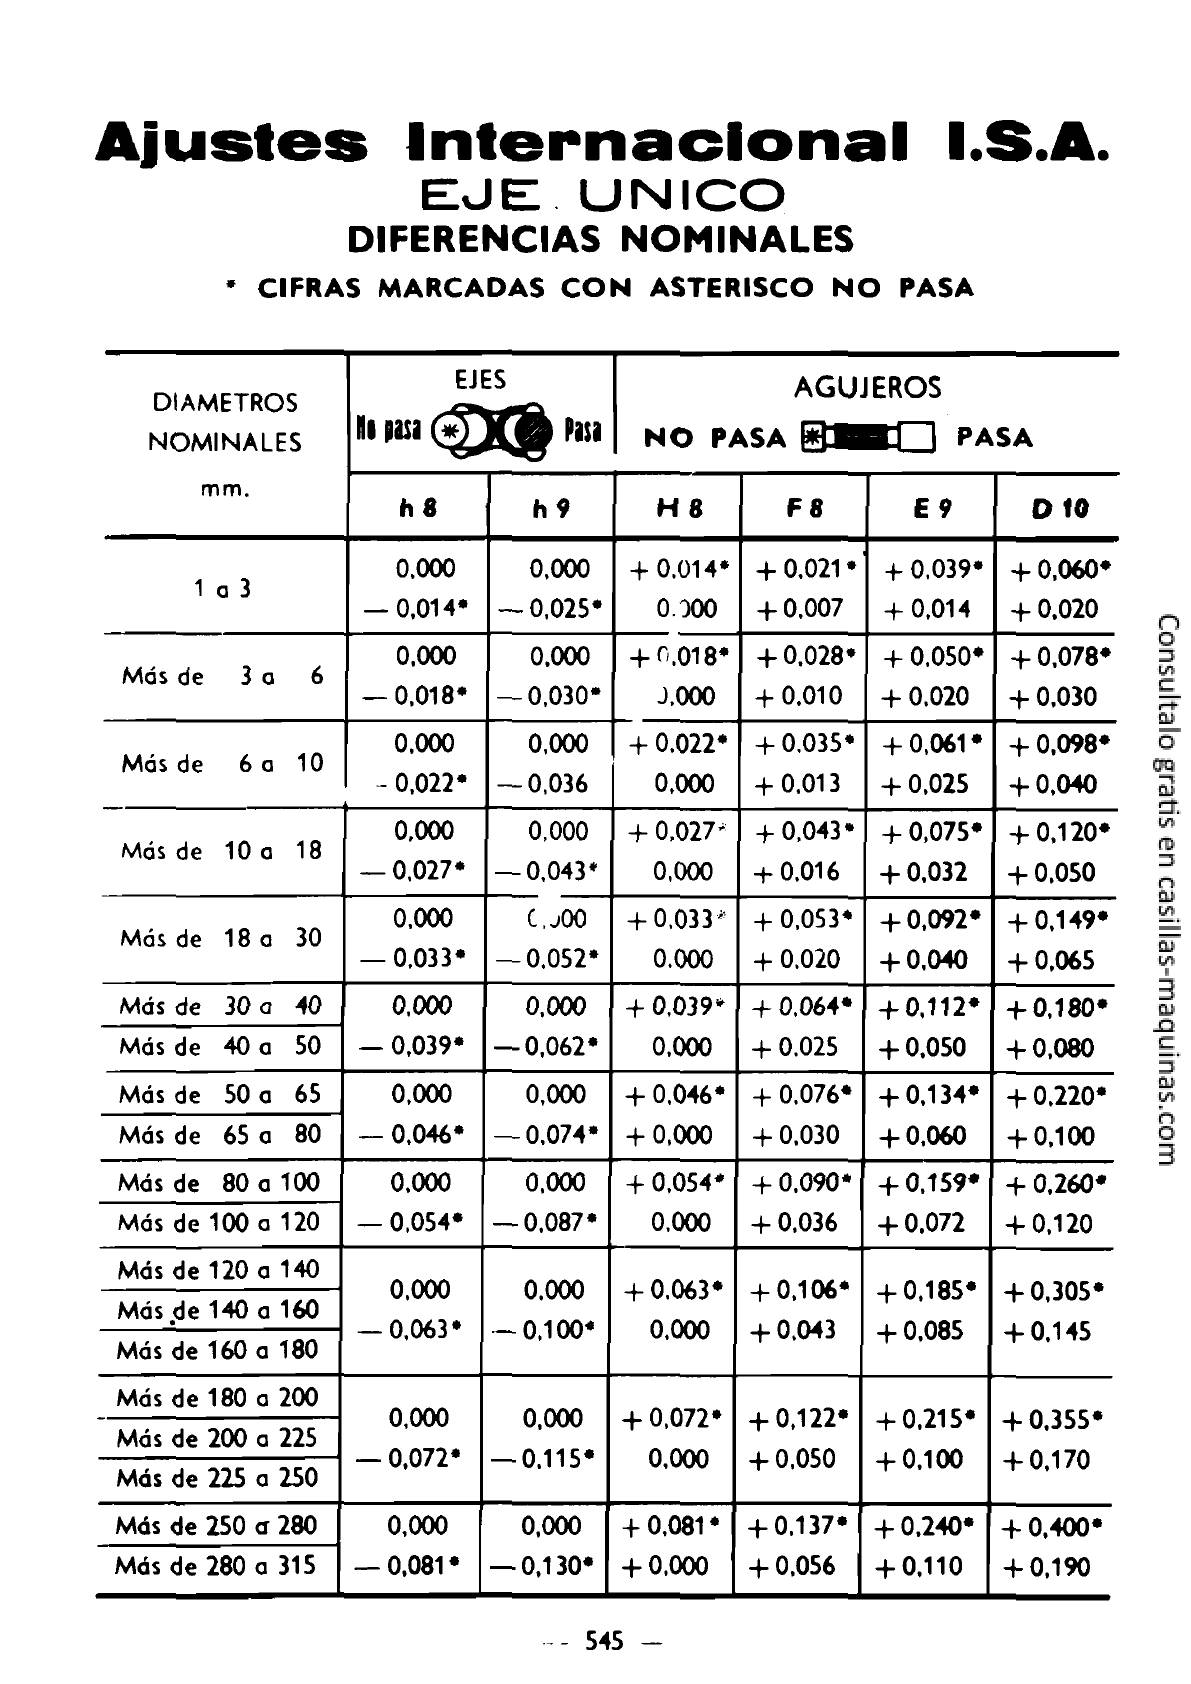 Ajustes Internacional I.S.A.
EJE UNICO
DIFERENCIAS NOMINALES
* CIFRAS MARCADAS CON ASTERISCO NO PASA
DIAMETROS NOMINALES mm.
EJES
No pasa * Pasa
AGUJEROS
NO PASA * PASA
h 8 h 9 H 8 F 8 E 9 D 10
1 a 3
0,000 0,000 + 0,014* + 0,021* + 0,039* + 0,060*
— 0,014* — 0,025* 0,000 + 0,007 + 0,014 + 0,020
Más de 3 a 6
0,000 0,000 + 0,018* + 0,028* + 0,050* + 0,078*
— 0,018* — 0,030* 0,000 + 0,010 + 0,020 + 0,030
Más de 6 a 10
0,000 0,000 + 0,022* + 0,035* + 0,061* + 0,098*
- 0,022* — 0,036 0,000 + 0,013 + 0,025 + 0,040
Más de 10 a 18
0,000 0,000 + 0,027* + 0,043* + 0,075* + 0,120*
— 0,027* — 0,043* 0,000 + 0,016 + 0,032 + 0,050
Más de 18 a 30
0,000 0,000 + 0,033* + 0,053* + 0,092* + 0,149*
— 0,033* — 0,052* 0,000 + 0,020 + 0,040 + 0,065
Más de 30 a 40 0,000 0,000 + 0,039* + 0,064* + 0,112* + 0,180*
Más de 40 a 50 — 0,039* — 0,062* 0,000 + 0.025 + 0,050 + 0,080
Más de 50 a 65 0,000 0,000 + 0,046* + 0,076* + 0,134* + 0,220*
Más de 65 a 80 — 0,046* — 0,074* + 0,000 + 0,030 + 0,060 + 0,100
Más de 80 a 100 0,000 0,000 + 0,054* + 0,090* + 0,159* + 0,260*
Más de 100 a 120 — 0,054* — 0,087* 0,000 + 0,036 + 0,072 + 0,120
Más de 120 a 140
0,000 0,000 + 0,063* + 0,106* + 0,185* + 0,305*
Más de 140 a 160
— 0,063* — 0,100* 0,000 + 0,043 + 0,085 + 0,145
Más de 160 a 180
Más de 180 a 200
0,000 0,000 + 0,072* + 0,122* + 0,215* + 0,355*
Más de 200 a 225
— 0,072* — 0,115* 0,000 + 0,050 + 0,100 + 0,170
Más de 225 a 250
Más de 250 a 280 0,000 0,000 + 0,081* + 0,137* + 0,240* + 0,400*
Más de 280 a 315 — 0,081* — 0,130* + 0,000 + 0,056 + 0,110 + 0,190
-- 545 —
Consultalo gratis en casillas-maquinas.com